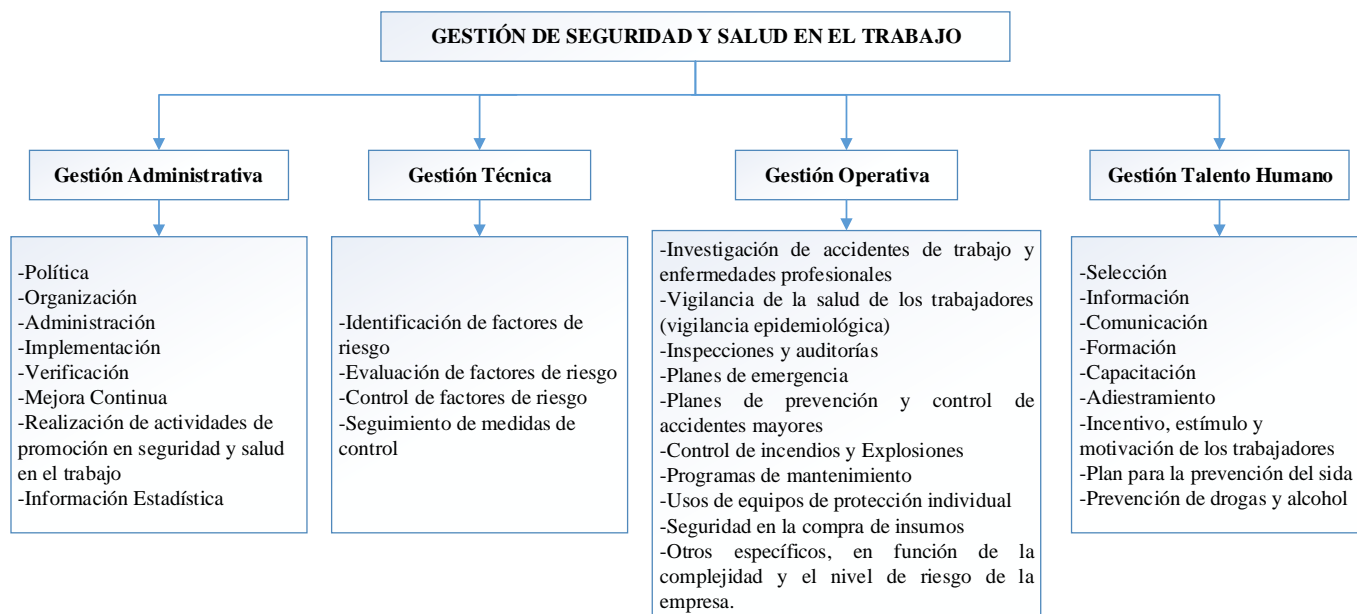 GESTIÓN DE SEGURIDAD Y SALUD EN EL TRABAJO
Gestión Administrativa
-Política
-Organización
-Administración
-Implementación
-Verificación
-Mejora Continua
-Realización de actividades de
promoción en seguridad y salud
en el trabajo
-Información Estadística
Gestión Técnica
-Identificación de factores de
riesgo
-Evaluación de factores de riesgo
-Control de factores de riesgo
-Seguimiento de medidas de
control
Gestión Operativa
-Investigación de accidentes de trabajo y
enfermedades profesionales
-Vigilancia de la salud de los trabajadores
(vigilancia epidemiológica)
-Inspecciones y auditorías
-Planes de emergencia
-Planes de prevención y control de
accidentes mayores
-Control de incendios y Explosiones
-Programas de mantenimiento
-Usos de equipos de protección individual
-Seguridad en la compra de insumos
-Otros específicos, en función de la
complejidad y el nivel de riesgo de la
empresa.
Gestión Talento Humano
-Selección
-Información
-Comunicación
-Formación
-Capacitación
-Adiestramiento
-Incentivo, estímulo y
motivación de los trabajadores
-Plan para la prevención del sida
-Prevención de drogas y alcohol